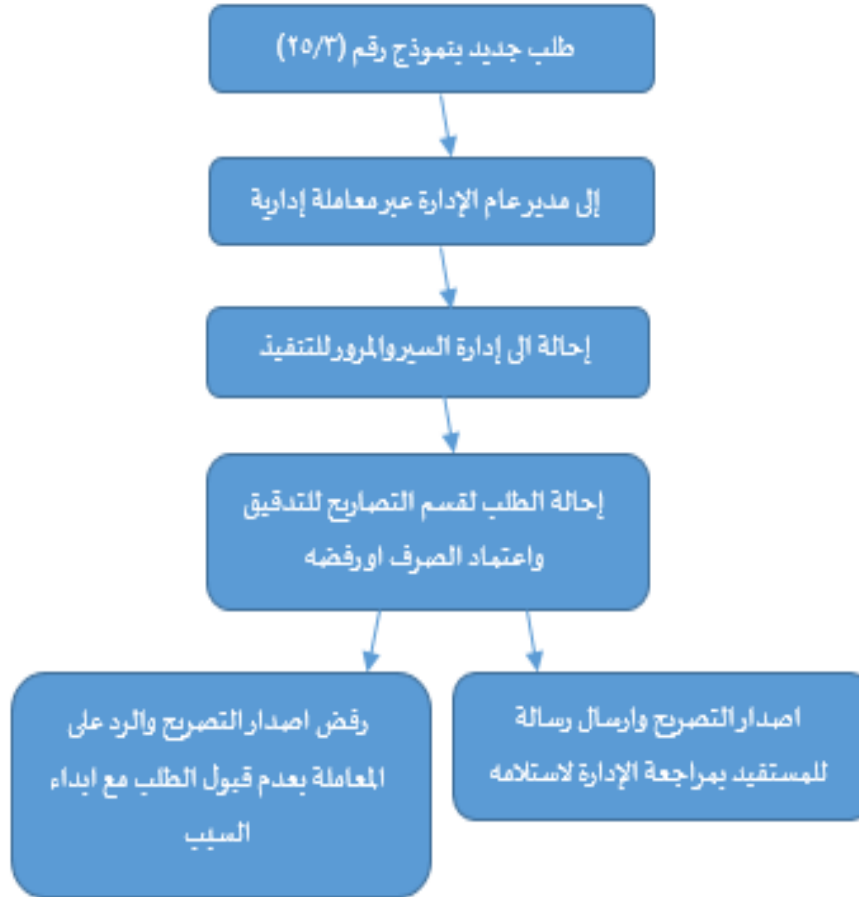 طلب جديد بنموذج رقم (٢٥/٣)
إلى مدير عام الإدارة عبر معاملة إدارية
إحالة الى إدارة السير والمرور للتنفيذ
إحالة الطلب لقسم التصاريح للتدقيق
واعتماد الصرف او رفضه
اصدار التصريح وارسال رسالة
للمستفيد بمراجعة الإدارة لاستلامه
رفض اصدار التصريح والرد على
المعاملة بعدم قبول الطلب مع ابداء
السبب